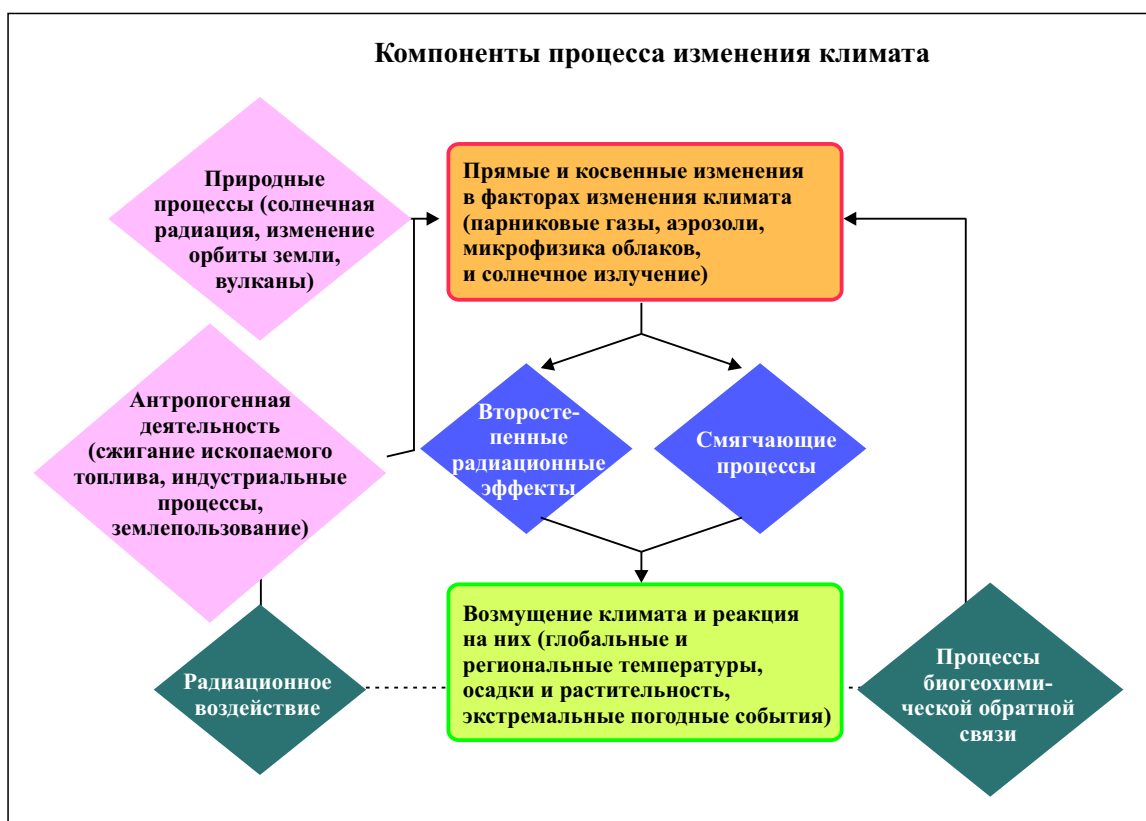 Компоненты процесса изменения климата
Природные
процессы (солнечная
радиация, изменение
орбиты земли,
вулканы)
Прямые и косвенные изменения
в факторах изменения климата
(парниковые газы, аэрозоли,
микрофизика облаков,
и солнечное излучение)
Антропогенная
деятельность
(сжигание ископаемого
топлива, индустриальные
процессы,
землепользование)
Второсте-
пенные
радиационные
эффекты
Смягчающие
процессы
Радиационное
воздействие
Возмущение климата и реакция
на них (глобальные и
региональные температуры,
осадки и растительность,
экстремальные погодные события)
Процессы
биогеохими-
ческой обратной
связи